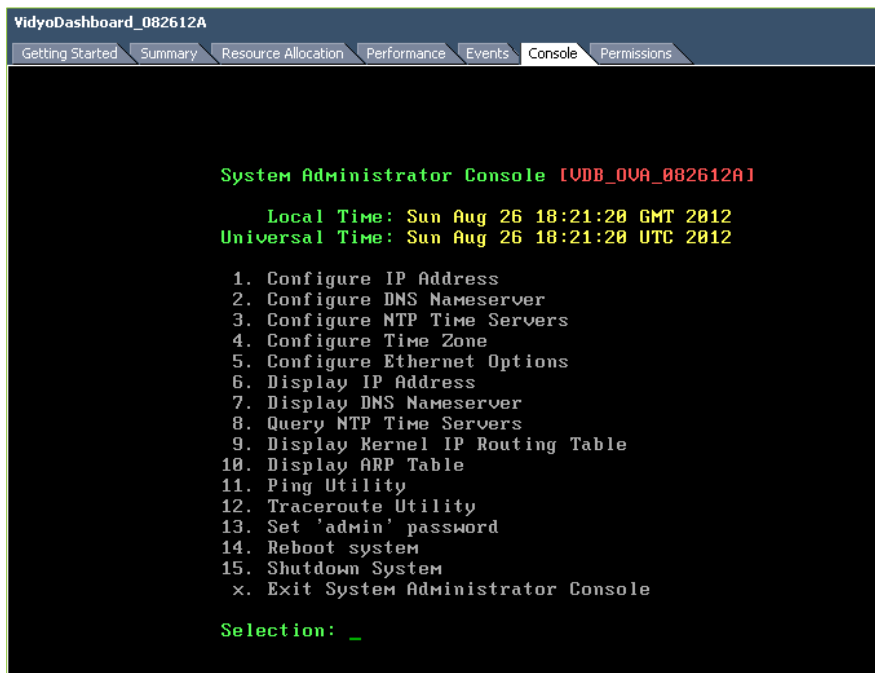 VidyoDashboard_082612A
Getting Started Summary Resource Allocation Performance Events Console Permissions
System Administrator Console [VDB_OVA_082612A]
Local Time: Sun Aug 26 18:21:20 GMT 2012
Universal Time: Sun Aug 26 18:21:20 UTC 2012
1. Configure IP Address
2. Configure DNS Nameserver
3. Configure NTP Time Servers
4. Configure Time Zone
5. Configure Ethernet Options
6. Display IP Address
7. Display DNS Nameserver
8. Query NTP Time Servers
9. Display Kernel IP Routing Table
10. Display ARP Table
11. Ping Utility
12. Traceroute Utility
13. Set 'admin' password
14. Reboot system
15. Shutdown System
x. Exit System Administrator Console
Selection: _